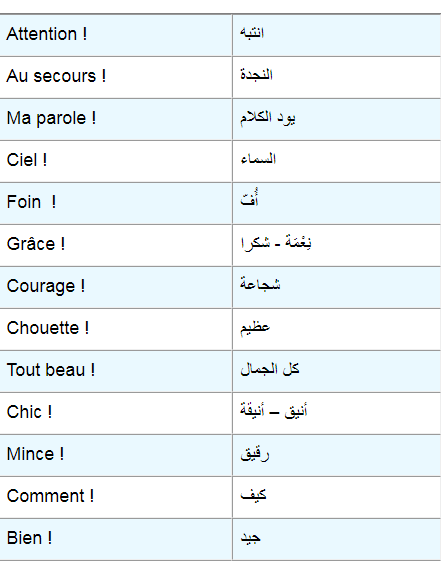 Attention ! انتبه
Au secours ! النجدة
Ma parole ! يود الكلام
Ciel ! السماء
Foin  ! أُفتّ
Grâce ! نِعْمَة - شكرا
Courage ! شجاعة
Chouette ! عظيم
Tout beau ! كل الجمال
Chic ! أنيق – أنيقة
Mince ! رقيق
Comment ! كيف
Bien ! جيد